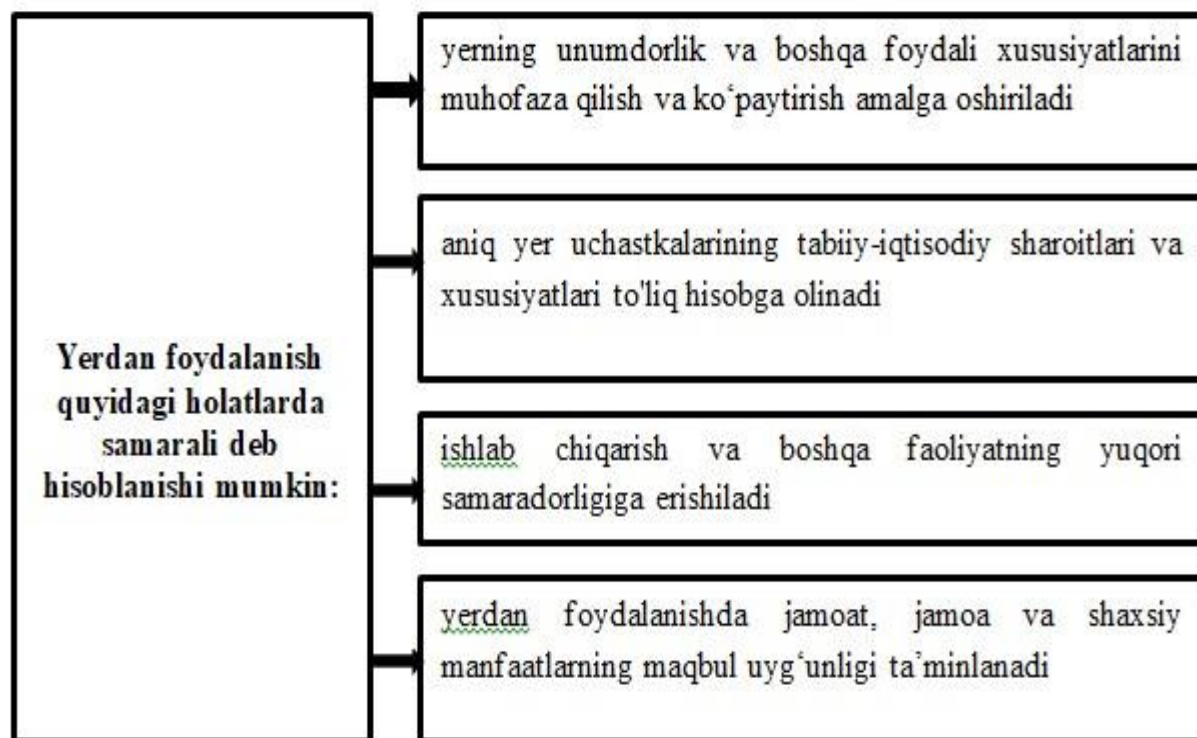 Yerdan foydalanish
quyidagi holatlarda
samarali deb
hisoblanishi mumkin:
yerning unumdorlik va boshqa foydali xususiyatlarini
muhofaza qilish va ko‘paytirish amalga oshiriladi
aniq yer uchastkalarining tabiiy-iqtisodiy sharoitlari va
xususiyatlari to'liq hisobga olinadi
ishlab chiqarish va boshqa faoliyatning yuqori
samaradorligiga erishiladi
yerdan foydalanishda jamoat, jamoa va shaxsiy
manfaatlarning maqbul uyg‘unligi ta’minlanadi